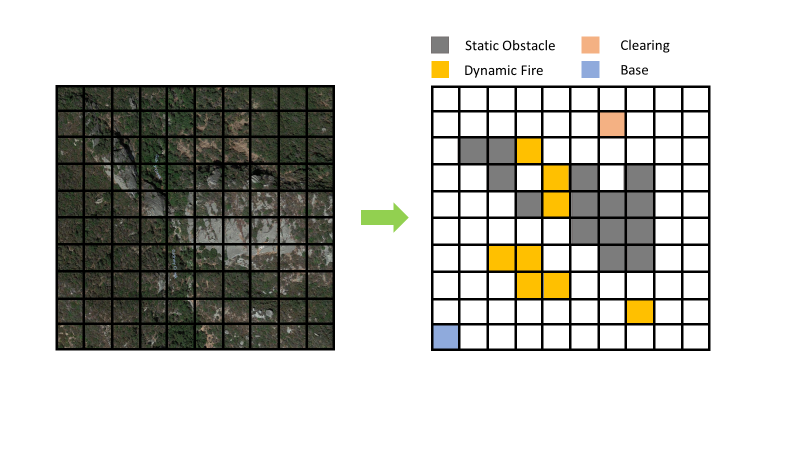 Static Obstacle
Clearing
Dynamic Fire
Base